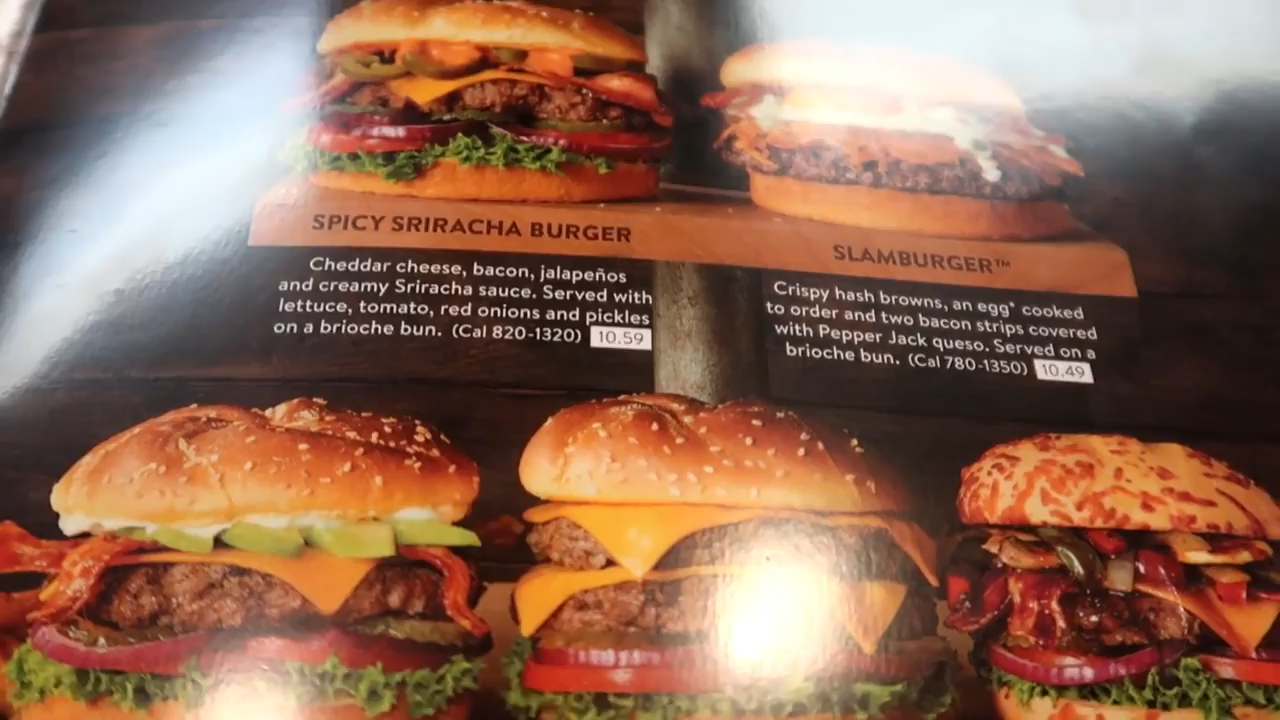 SPICY SRIRACHA BURGER
Cheddar cheese, bacon, jalapeños
and creamy Sriracha sauce. Served with
lettuce, tomato, red onions and pickles
on a brioche bun. (Cal 820-1320) 10.59
SLAMBURGER™
Crispy hash browns, an egg* cooked
to order and two bacon strips covered
with Pepper Jack queso. Served on a
brioche bun. (Cal 780-1350) 10.49